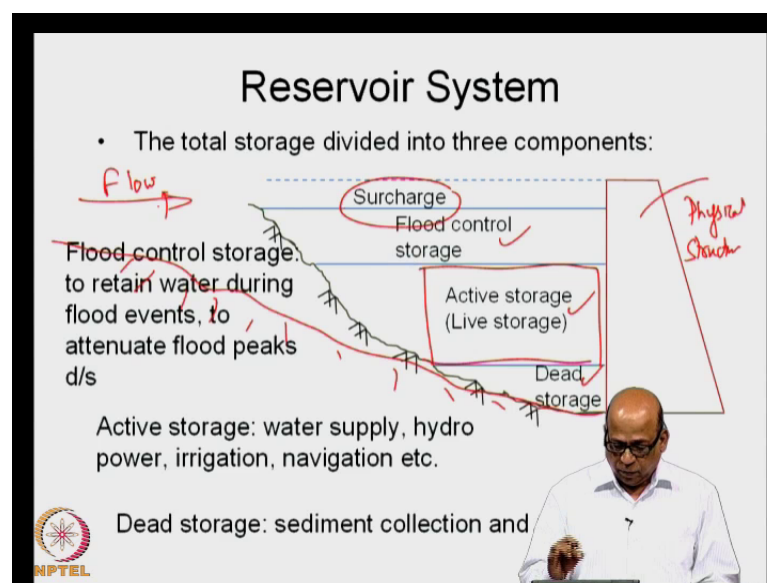 Reservoir System
• The total storage divided into three components:
Flow
Surcharge
Flood control
storage
Physical
Flood control storage:
to retain water during
flood events, to
attenuate flood peaks
d/s
Active storage
(Live storage)
Dead
storage
Active storage: water supply, hydro
power, irrigation, navigation etc.
Dead storage: sediment collection and
NPTEL